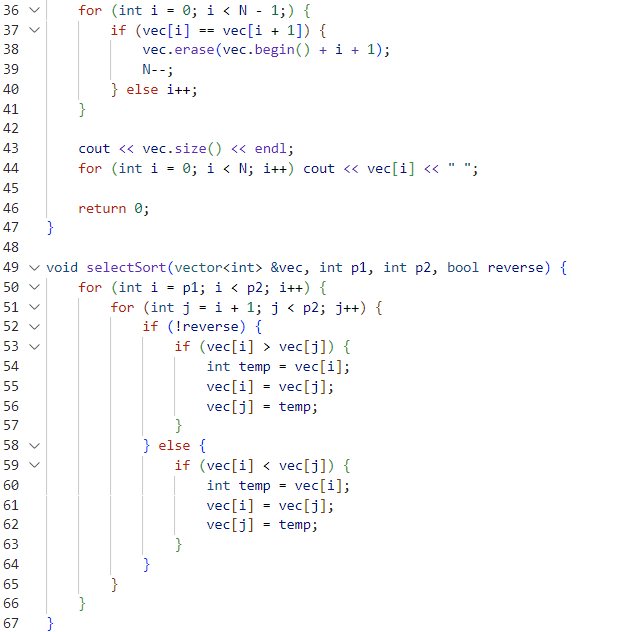 36 for (int i = 0; i < N - 1;) {
37 if (vec[i] == vec[i + 1]) {
38 vec.erase(vec.begin() + i + 1);
39 N--;
40 } else i++;
41 }
42
43 cout << vec.size() << endl;
44 for (int i = 0; i < N; i++) cout << vec[i] << " ";
45
46 return 0;
47 }
48
49 void selectSort(vector<int> &vec, int p1, int p2, bool reverse) {
50 for (int i = p1; i < p2; i++) {
51 for (int j = i + 1; j < p2; j++) {
52 if (!reverse) {
53 if (vec[i] > vec[j]) {
54 int temp = vec[i];
55 vec[i] = vec[j];
56 vec[j] = temp;
57 }
58 } else {
59 if (vec[i] < vec[j]) {
60 int temp = vec[i];
61 vec[i] = vec[j];
62 vec[j] = temp;
63 }
64 }
65 }
66 }
67 }